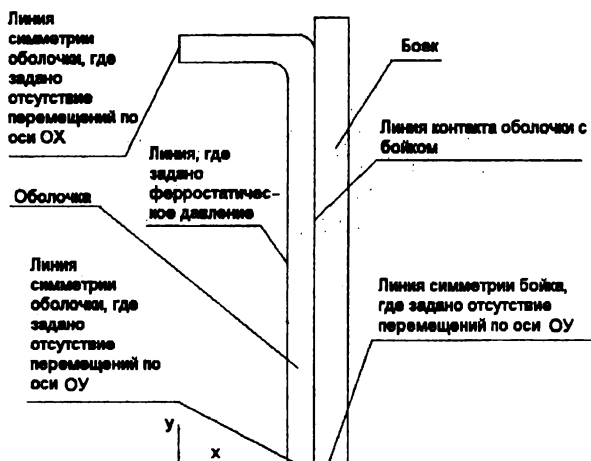 Линия
симметрии
оболочки, где
задано
отсутствие
перемещений по
оси ОХ
Боек
Линия контакта оболочки с
бойком
Линия, где
задано
ферростатичес-
кое давление
Оболочка
Линия
симметрии
оболочки, где
задано
отсутствие
перемещений по
оси ОУ
Линия симметрии бойка,
где задано отсутствие
перемещений по оси ОУ
У
х